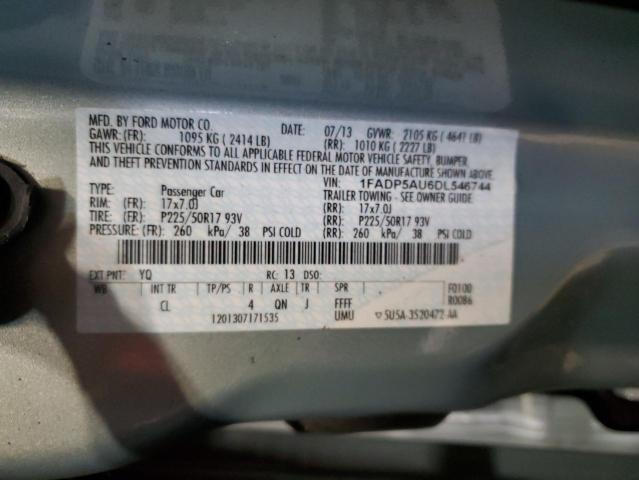 MFD. BY FORD MOTOR CO.
DATE: 07/13 GVWR: 2105 KG ( 4641 LB)
GAWR: (FR): 1095 KG ( 2414 LB) (RR): 1010 KG ( 2227 LB)
THIS VEHICLE CONFORMS TO ALL APPLICABLE FEDERAL MOTOR VEHICLE SAFETY, BUMPER,
AND THEFT PREVENTION STANDARDS IN EFFECT ON THE DATE OF MANUFACTURE SHOWN ABOVE.
VIN: 1FADP5AU6DL546744
TYPE: Passenger Car TRAILER TOWING - SEE OWNER GUIDE
RIM: (FR): 17x7.0J (RR): 17x7.0J
TIRE: (FR): P225/50R17 93V (RR): P225/50R17 93V
PRESSURE: (FR): 260 kPa/ 38 PSI COLD (RR): 260 kPa/ 38 PSI COLD
EXT PNT: YQ RC: 13 DSO:
WB INT TR TP/PS R AXLE TR SPR F0100
CL 4 QN J FFFF R0086
1201307171535 UMU 5U5A-3520472-AA